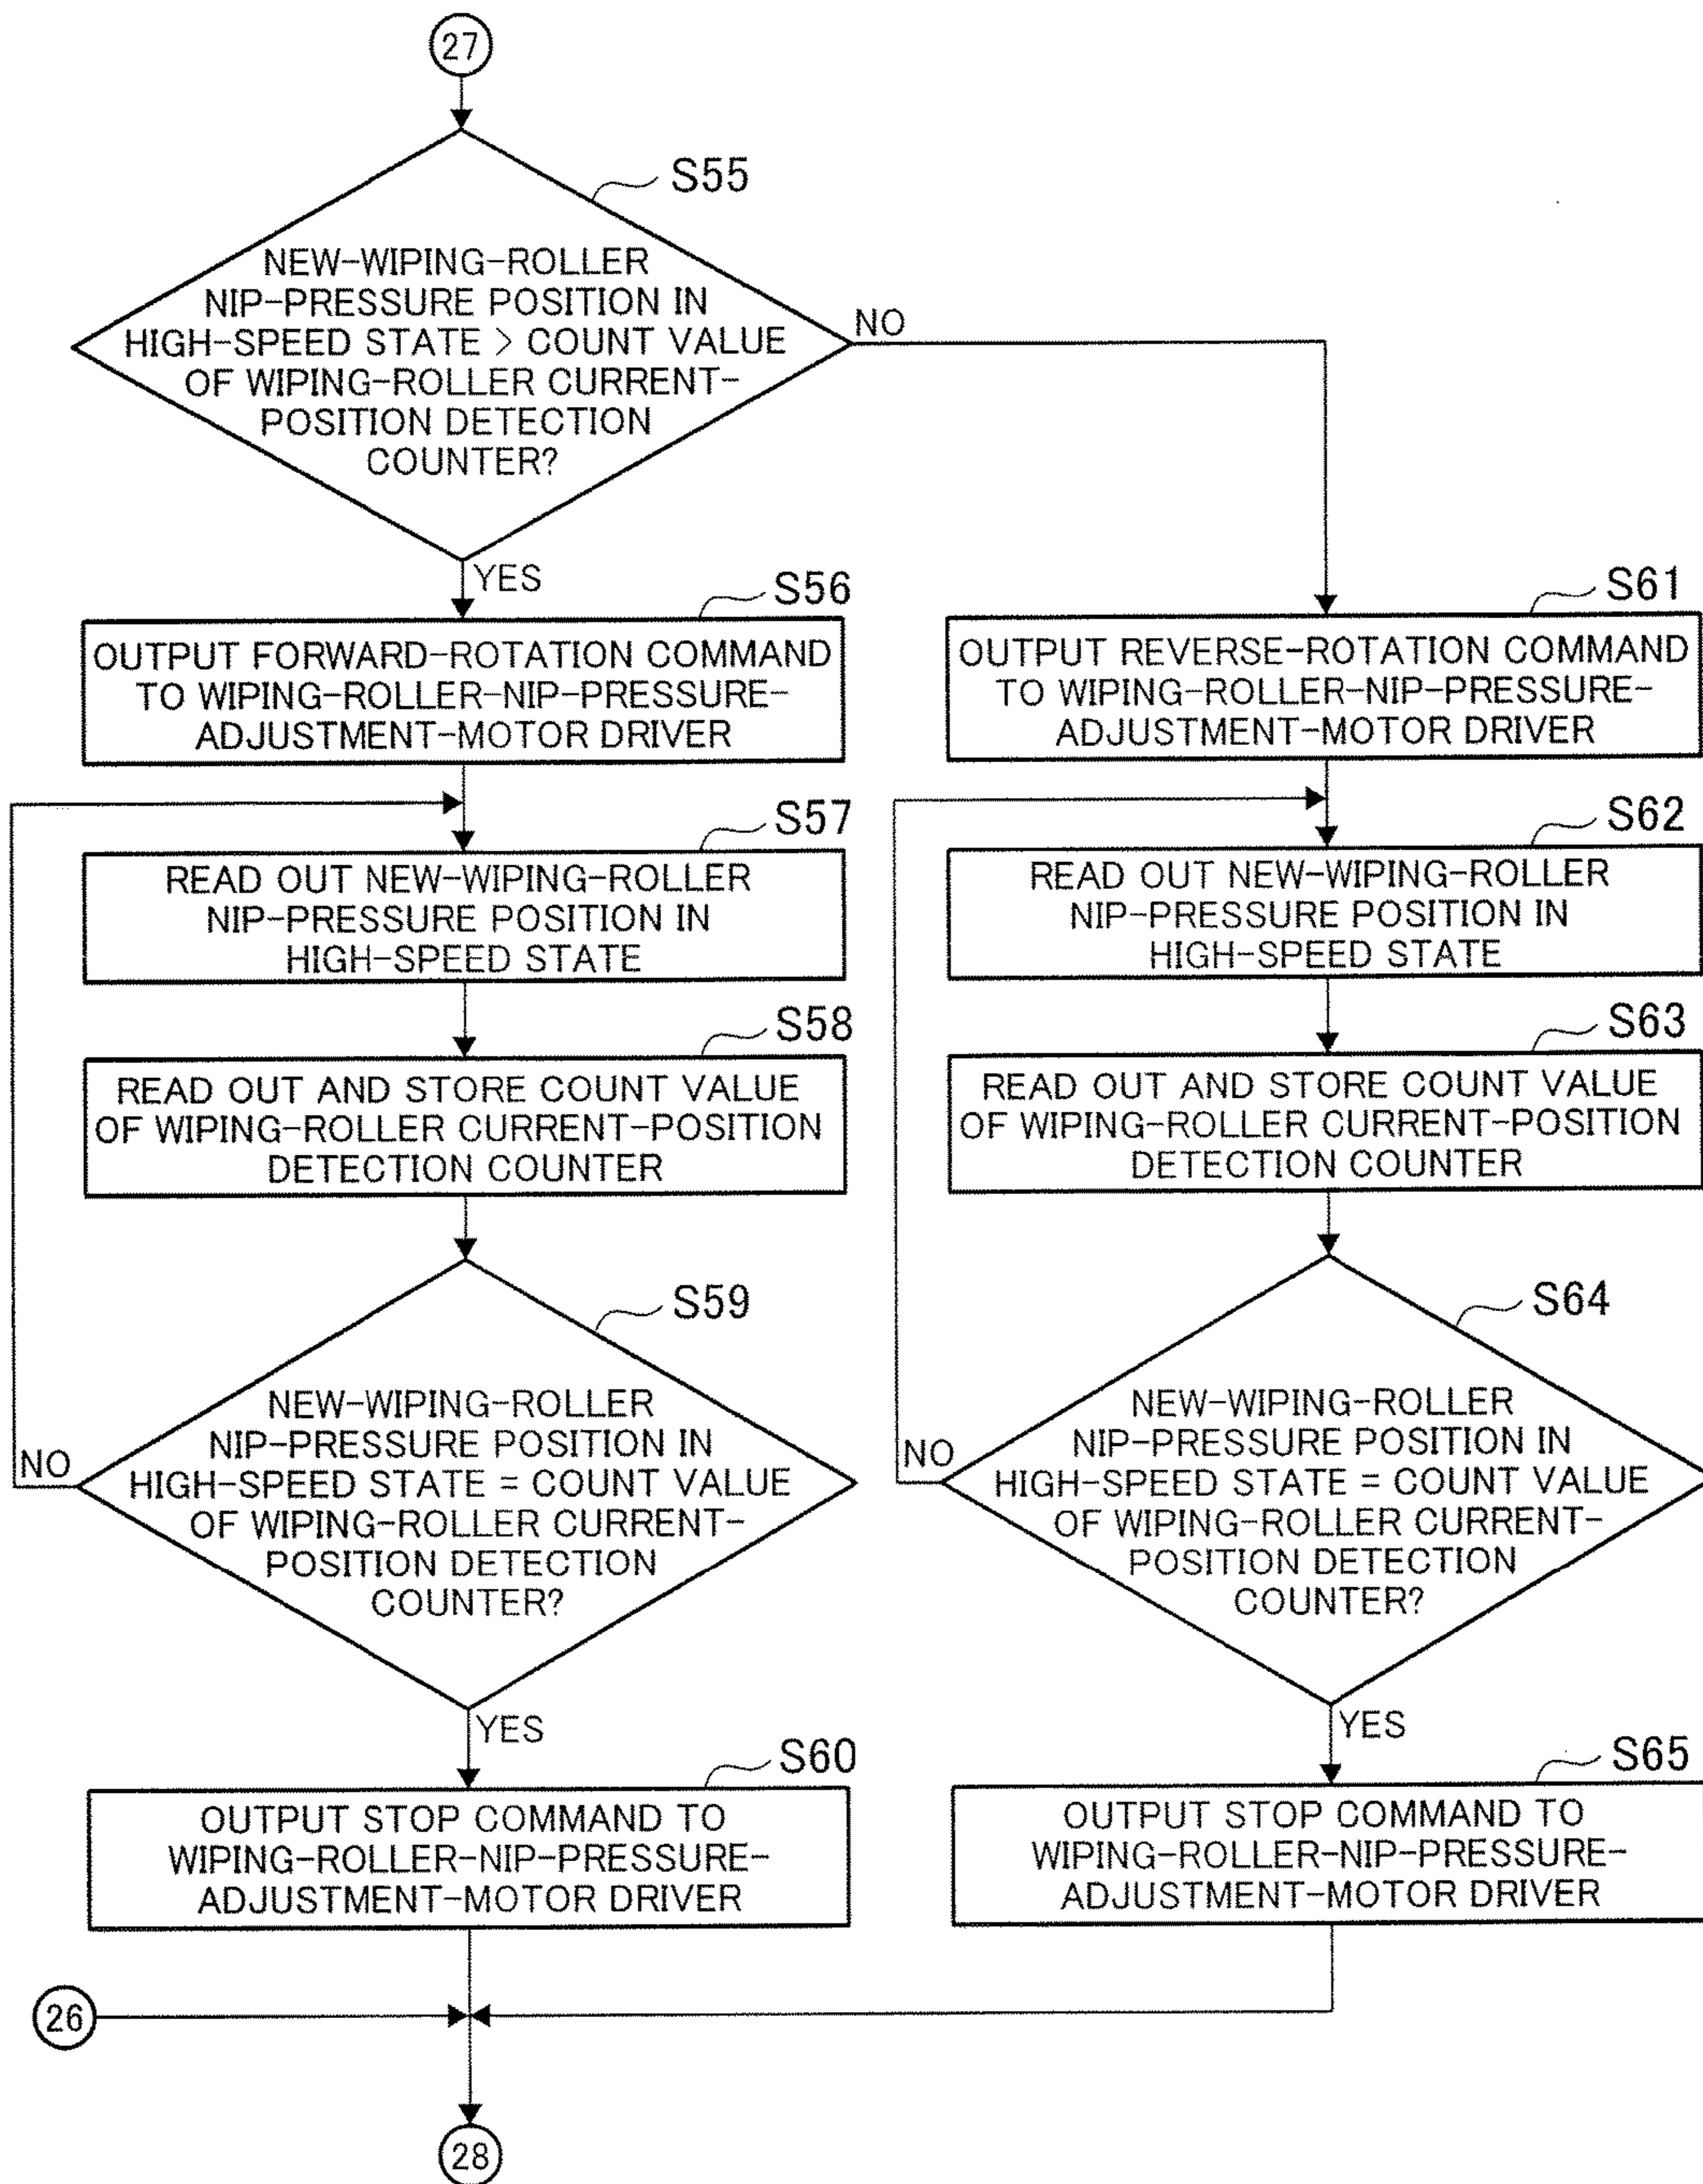 27
S55
NEW-WIPING-ROLLER
NIP-PRESSURE POSITION IN
HIGH-SPEED STATE > COUNT VALUE
OF WIPING-ROLLER CURRENT-
POSITION DETECTION
COUNTER?
NO
YES
S56
OUTPUT FORWARD-ROTATION COMMAND
TO WIPING-ROLLER-NIP-PRESSURE-
ADJUSTMENT-MOTOR DRIVER
S57
READ OUT NEW-WIPING-ROLLER
NIP-PRESSURE POSITION IN
HIGH-SPEED STATE
S58
READ OUT AND STORE COUNT VALUE
OF WIPING-ROLLER CURRENT-POSITION
DETECTION COUNTER
S59
NEW-WIPING-ROLLER
NIP-PRESSURE POSITION IN
HIGH-SPEED STATE = COUNT VALUE
OF WIPING-ROLLER CURRENT-
POSITION DETECTION
COUNTER?
NO
YES
S60
OUTPUT STOP COMMAND TO
WIPING-ROLLER-NIP-PRESSURE-
ADJUSTMENT-MOTOR DRIVER
S61
OUTPUT REVERSE-ROTATION COMMAND
TO WIPING-ROLLER-NIP-PRESSURE-
ADJUSTMENT-MOTOR DRIVER
S62
READ OUT NEW-WIPING-ROLLER
NIP-PRESSURE POSITION IN
HIGH-SPEED STATE
S63
READ OUT AND STORE COUNT VALUE
OF WIPING-ROLLER CURRENT-POSITION
DETECTION COUNTER
S64
NEW-WIPING-ROLLER
NIP-PRESSURE POSITION IN
HIGH-SPEED STATE = COUNT VALUE
OF WIPING-ROLLER CURRENT-
POSITION DETECTION
COUNTER?
NO
YES
S65
OUTPUT STOP COMMAND TO
WIPING-ROLLER-NIP-PRESSURE-
ADJUSTMENT-MOTOR DRIVER
26
28